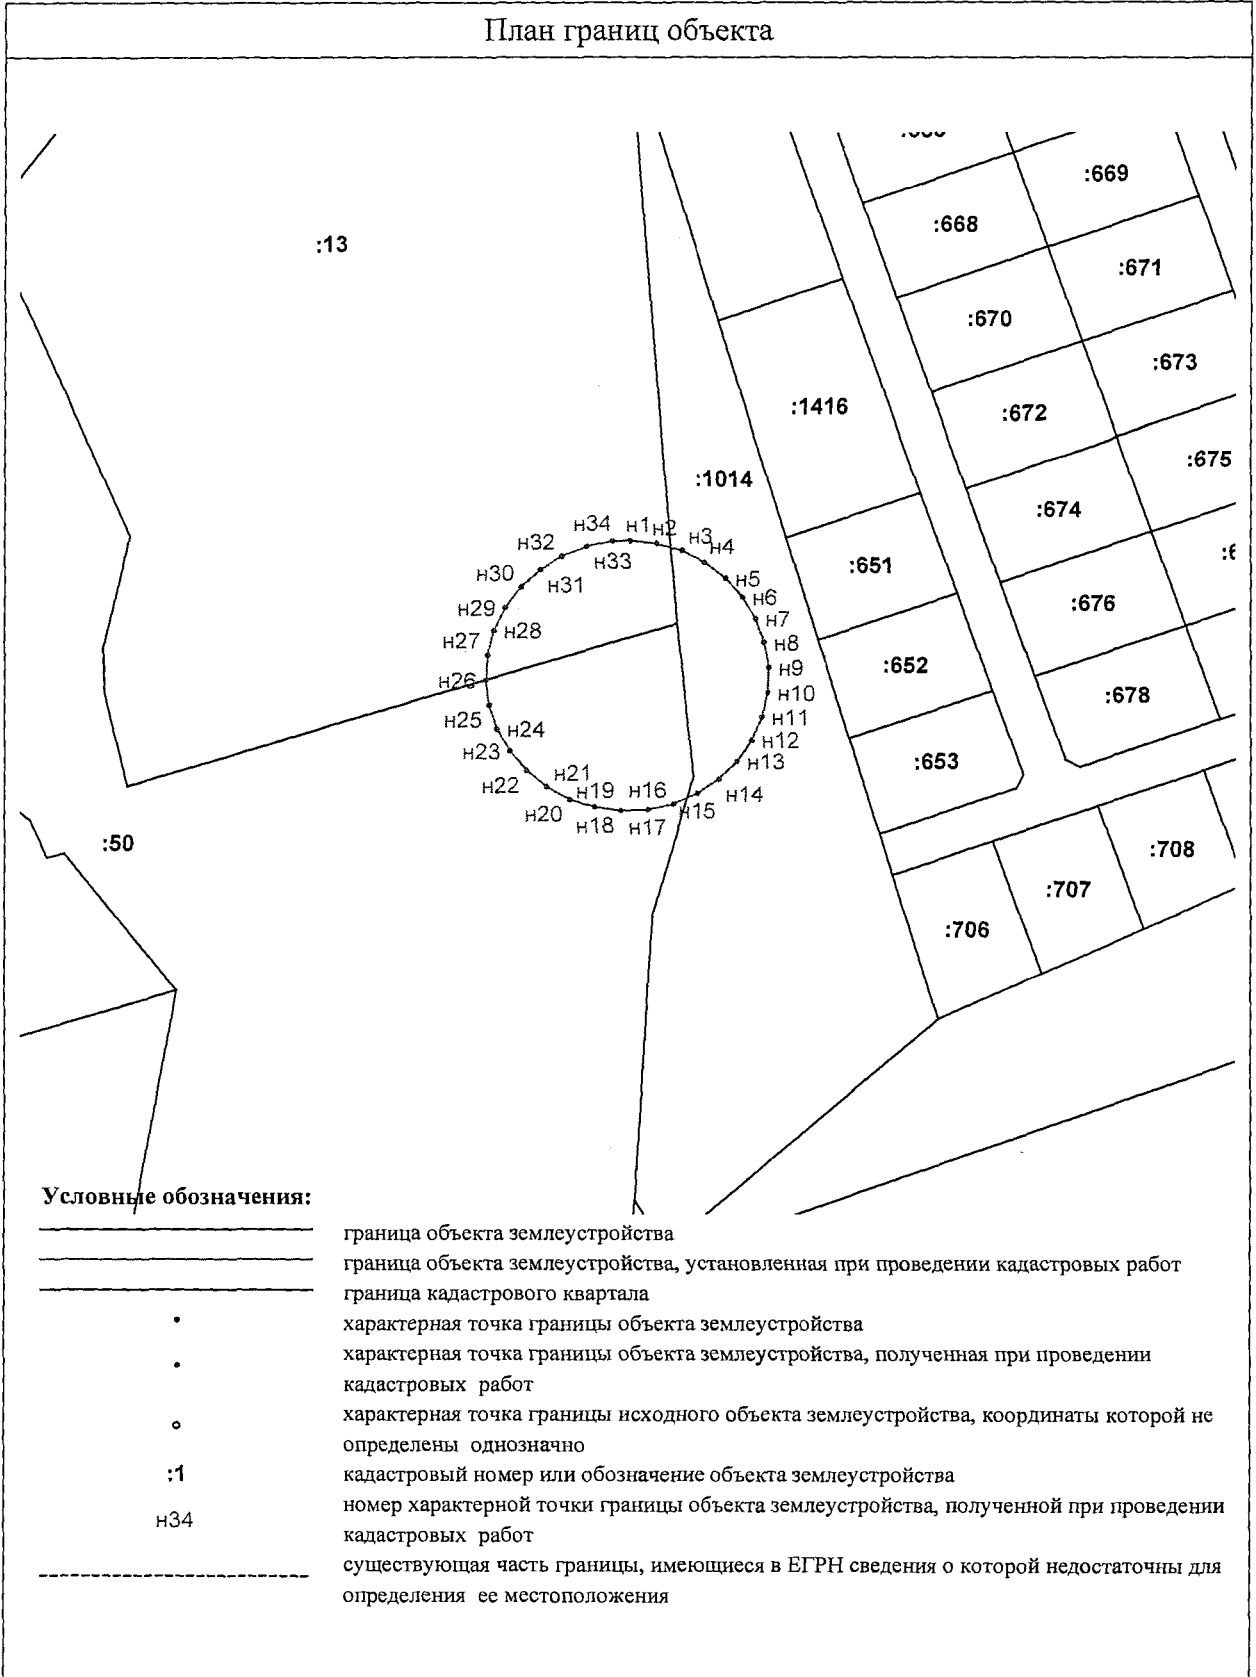 План границ объекта
:669
:668
:13
:671
:670
:673
:1416
:672
:675
:1014
:674
н34 н1 н2
н3
н32 н4
н33
:651
н30 н31 н5
н6
:676
н29 н7
н28
н27 н8
:652
н9
н26
:678
н10
н25 н11
н24
н23 н12
:653
н13
н22 н21
н19 н16 н14
н20 н15
н18 н17
:50
:708
:707
:706
Условные обозначения:
граница объекта землеустройства
граница объекта землеустройства, установленная при проведении кадастровых работ
граница кадастрового квартала
характерная точка границы объекта землеустройства
характерная точка границы объекта землеустройства, полученная при проведении
кадастровых работ
характерная точка границы исходного объекта землеустройства, координаты которой не
определены однозначно
:1 кадастровый номер или обозначение объекта землеустройства
номер характерной точки границы объекта землеустройства, полученной при проведении
н34
кадастровых работ
существующая часть границы, имеющиеся в ЕГРН сведения о которой недостаточны для
определения ее местоположения